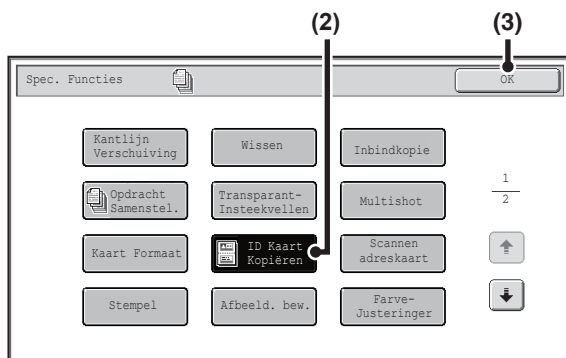 (2) (3)
Spec. Functies OK
Kantlijn
Verschuiving
Wissen
Inbindkopie
Opdracht
Samenstel.
Transparant-
Insteekvellen
Multishot
1
2
Kaart Formaat
ID Kaart
Kopiëren
Scannen
adreskaart
Stempel
Afbeeld. bew.
Farve-
Justeringer